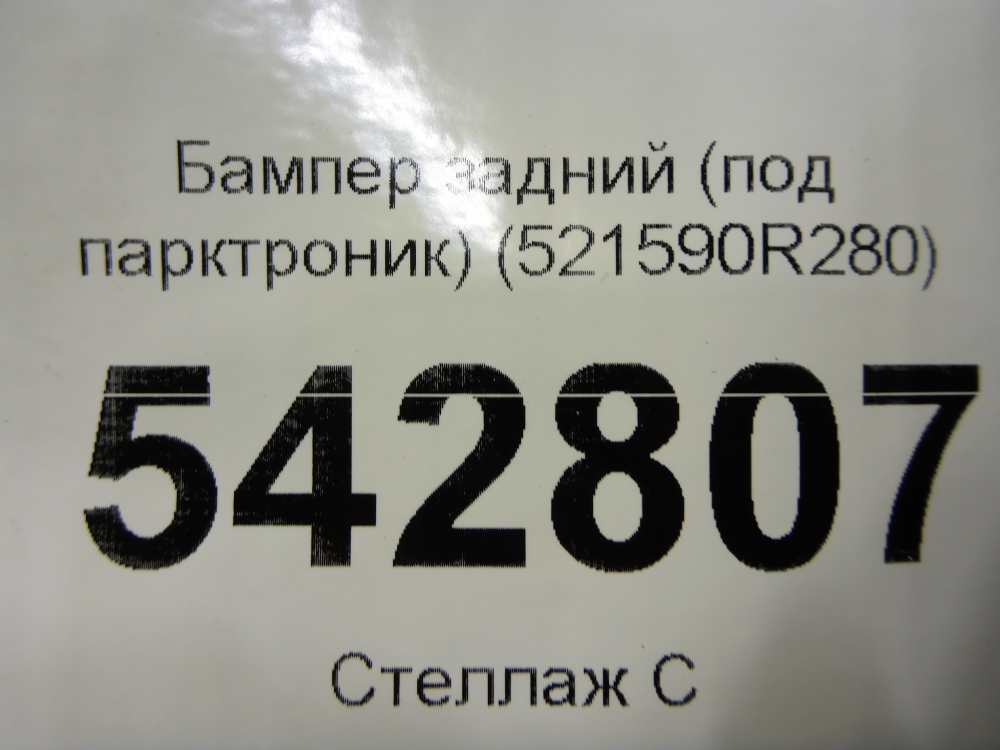 Бампер задний (под
парктроник) (521590R280)
542807
Стеллаж С